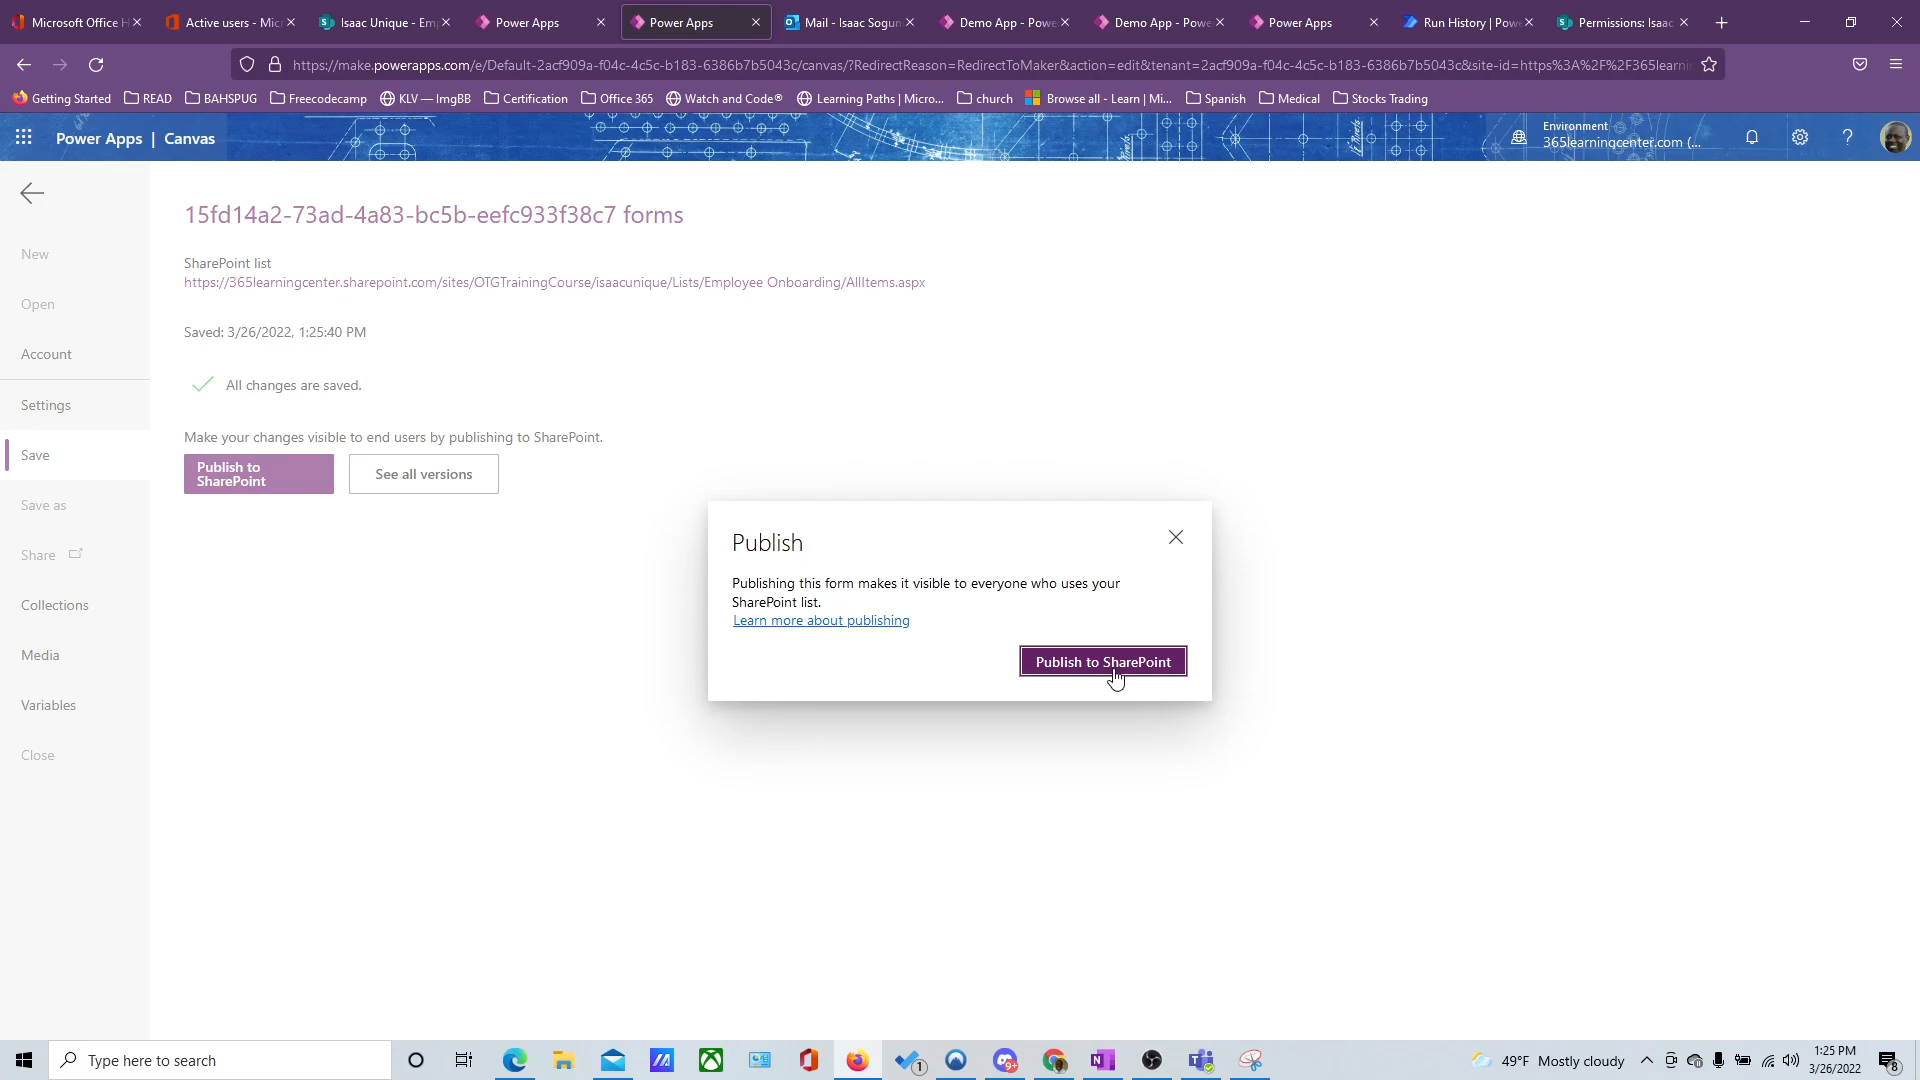 Microsoft Office H
Active users - Mic
Isaac Unique - Em
Power Apps
Power Apps
Mail - Isaac Sogun
Demo App - Powe
Demo App - Powe
Power Apps
Run History | Powe
Permissions: Isaac
https://make.powerapps.com/e/Default-2acf909a-f04c-4c5c-b183-6386b7b5043c/canvas/?RedirectReason=RedirectToMaker&action=edit&tenant=2acf909a-f04c-4c5c-b183-6386b7b5043c&site-id=https%3A%2F%2F365learni
Getting Started
READ
BAHSPUG
Freecodecamp
KLV — ImgBB
Certification
Office 365
Watch and Code®
Learning Paths | Micro...
church
Browse all - Learn | Mi...
Spanish
Medical
Stocks Trading
Power Apps | Canvas
Environment
365learningcenter.com (...
New
Open
Account
Settings
Save
Save as
Share
Collections
Media
Variables
Close
15fd14a2-73ad-4a83-bc5b-eefc933f38c7 forms
SharePoint list
https://365learningcenter.sharepoint.com/sites/OTGTrainingCourse/isaacunique/Lists/Employee Onboarding/AllItems.aspx
Saved: 3/26/2022, 1:25:40 PM
All changes are saved.
Make your changes visible to end users by publishing to SharePoint.
Publish to
SharePoint
See all versions
Publish
Publishing this form makes it visible to everyone who uses your
SharePoint list.
Learn more about publishing
Publish to SharePoint
Type here to search
1
9+
49°F Mostly cloudy
1:25 PM
3/26/2022
8